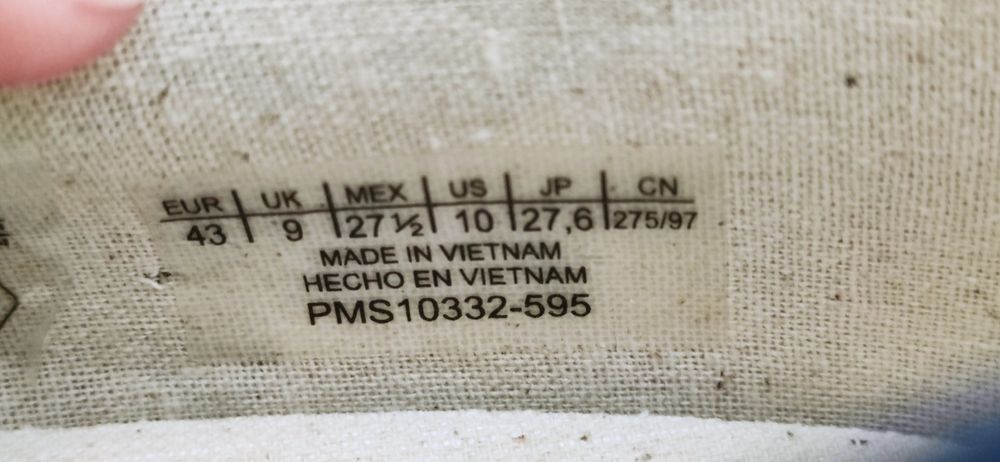 EUR | UK | MEX | US | JP | CN
43 | 9 | 27 ½ | 10 | 27,6 | 275/97
MADE IN VIETNAM
HECHO EN VIETNAM
PMS10332-595